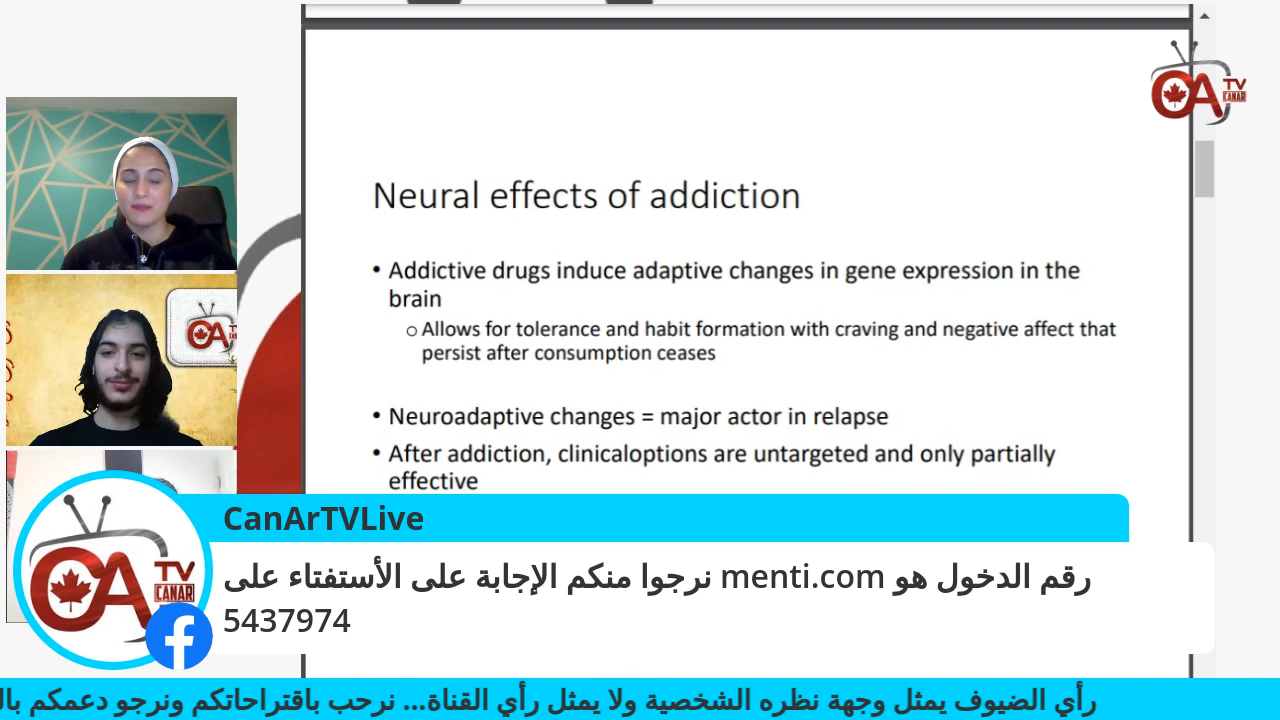 TV
CANAR
Neural effects of addiction
• Addictive drugs induce adaptive changes in gene expression in the
brain
○ Allows for tolerance and habit formation with craving and negative affect that
persist after consumption ceases
• Neuroadaptive changes = major actor in relapse
• After addiction, clinicaloptions are untargeted and only partially
effective
CanArTVLive
نرجوا منكم الإجابة على الأستفتاء على menti.com رقم الدخول هو
5437974
TV
CANAR
رأي الضيوف يمثل وجهة نظره الشخصية ولا يمثل رأي القناة... نرحب باقتراحاتكم ونرجو دعمكم